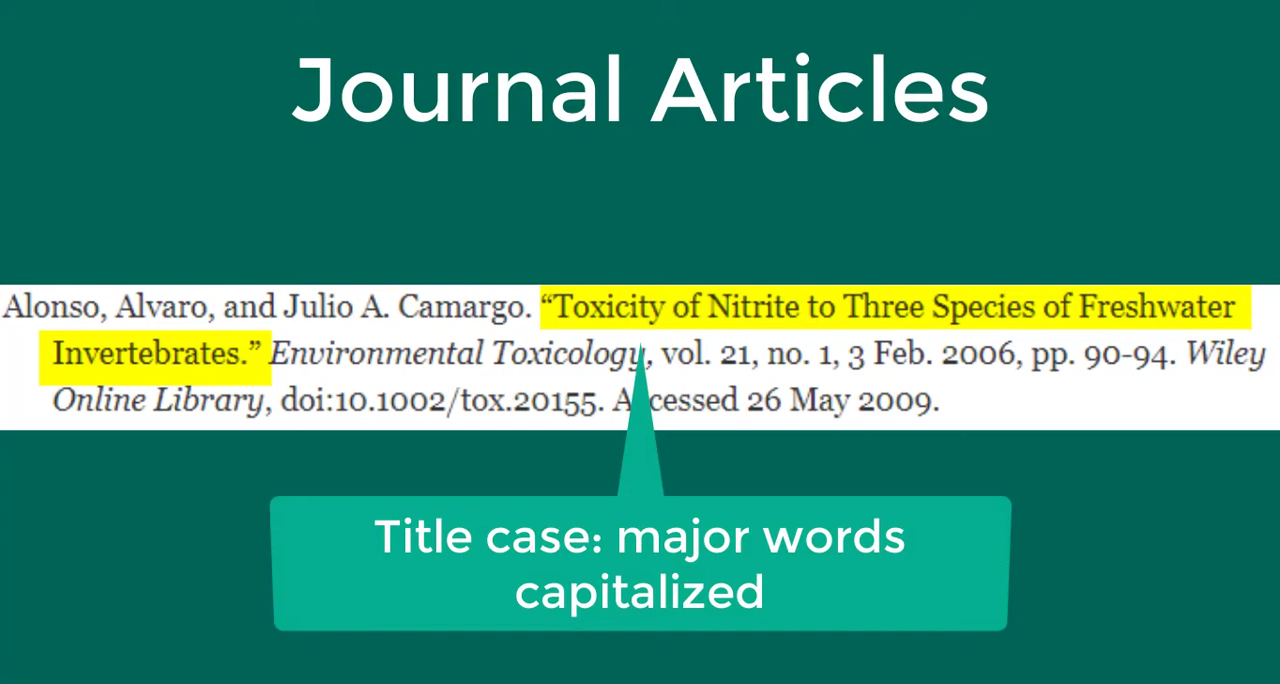 Journal Articles
Alonso, Alvaro, and Julio A. Camargo. “Toxicity of Nitrite to Three Species of Freshwater
Invertebrates.” Environmental Toxicology, vol. 21, no. 1, 3 Feb. 2006, pp. 90-94. Wiley
Online Library, doi:10.1002/tox.20155. Accessed 26 May 2009.
Title case: major words
capitalized